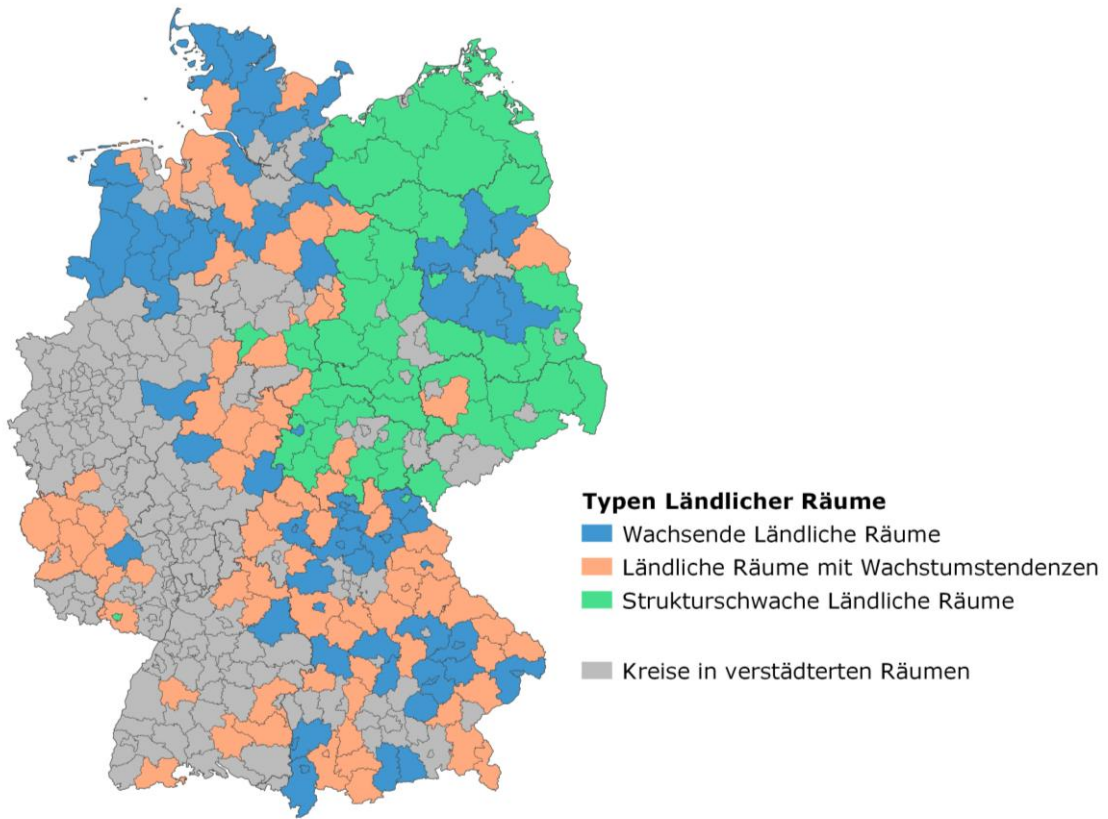 Typen Ländlicher Räume
Wachsende Ländliche Räume
Ländliche Räume mit Wachstumstendenzen
Strukturschwache Ländliche Räume
Kreise in verstädterten Räumen